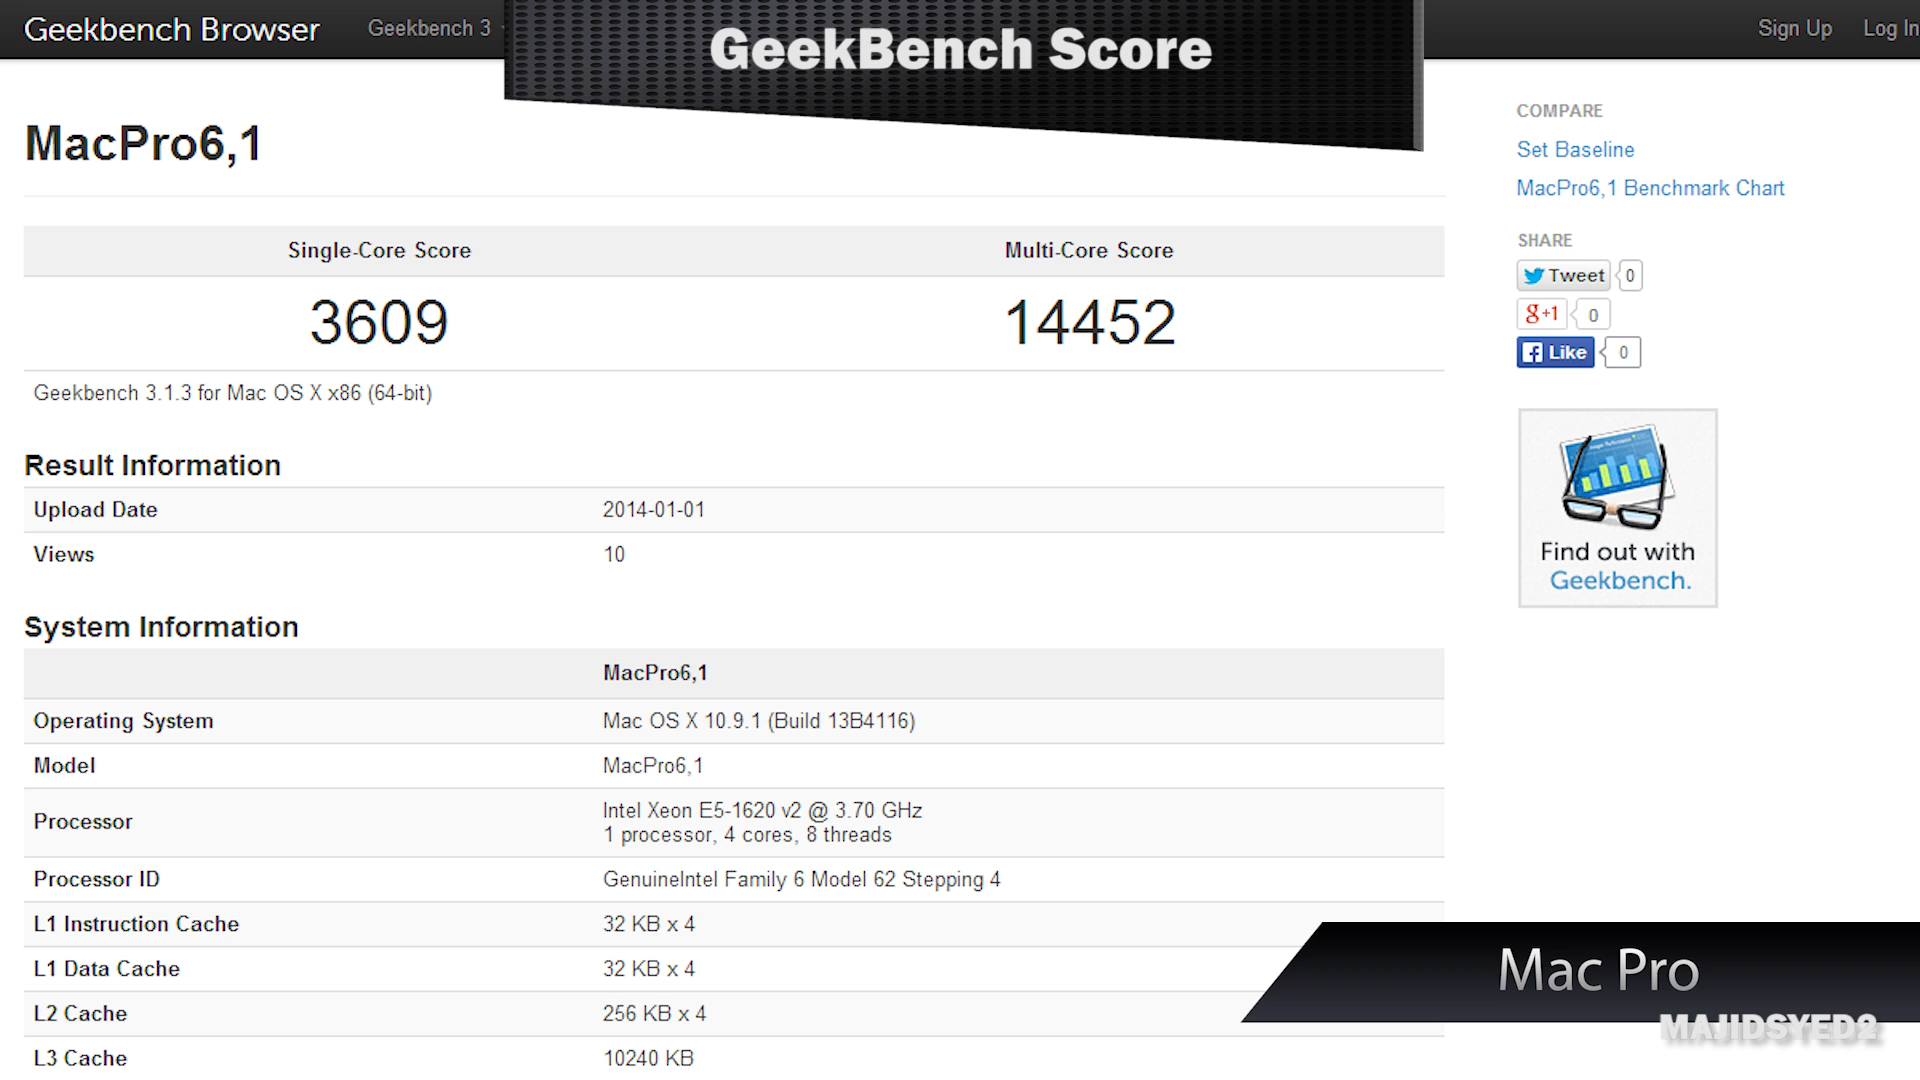 Geekbench Browser
Geekbench 3
GeekBench Score
Sign Up
Log In
MacPro6,1
Single-Core Score
Multi-Core Score
3609
14452
Geekbench 3.1.3 for Mac OS X x86 (64-bit)
Result Information
Upload Date 2014-01-01
Views 10
System Information
MacPro6,1
Operating System Mac OS X 10.9.1 (Build 13B4116)
Model MacPro6,1
Processor Intel Xeon E5-1620 v2 @ 3.70 GHz
1 processor, 4 cores, 8 threads
Processor ID GenuineIntel Family 6 Model 62 Stepping 4
L1 Instruction Cache 32 KB x 4
L1 Data Cache 32 KB x 4
L2 Cache 256 KB x 4
L3 Cache 10240 KB
COMPARE
Set Baseline
MacPro6,1 Benchmark Chart
SHARE
Tweet 0
g+1 0
Like 0
Find out with
Geekbench.
Mac Pro
MAJIDSYED2